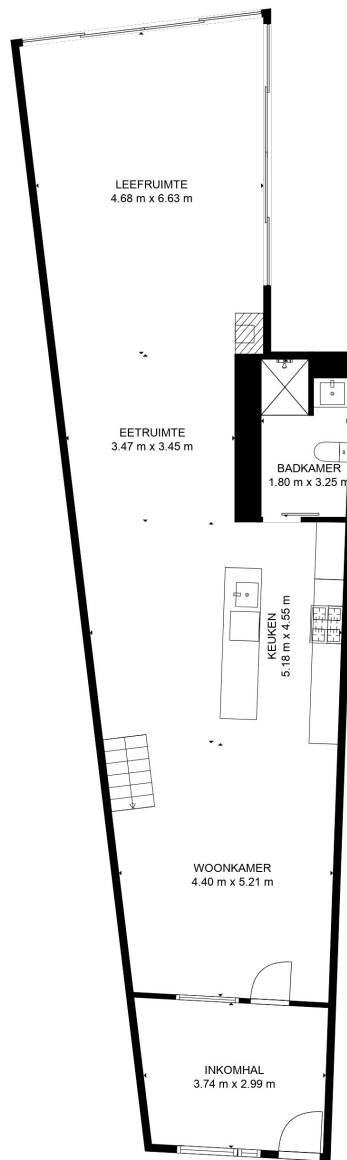 LEEFRUIMTE
4.68 m x 6.63 m
EETRUIMTE
3.47 m x 3.45 m
BADKAMER
1.80 m x 3.25 m
KEUKEN
5.18 m x 4.55 m
WOONKAMER
4.40 m x 5.21 m
INKOMHAL
3.74 m x 2.99 m